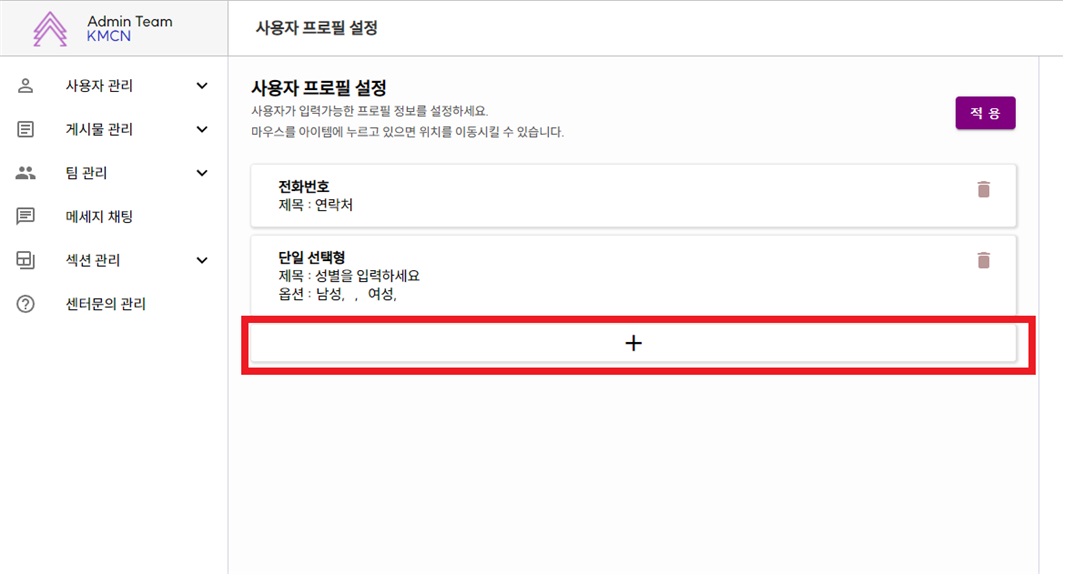 Admin Team
KMCN
사용자 프로필 설정
사용자 관리
게시물 관리
팀 관리
메세지 채팅
섹션 관리
센터문의 관리
사용자 프로필 설정
사용자가 입력가능한 프로필 정보를 설정하세요.
마우스를 아이템에 누르고 있으면 위치를 이동시킬 수 있습니다.
적 용
전화번호
제목 : 연락처
단일 선택형
제목 : 성별을 입력하세요
옵션 : 남성, , 여성,
+